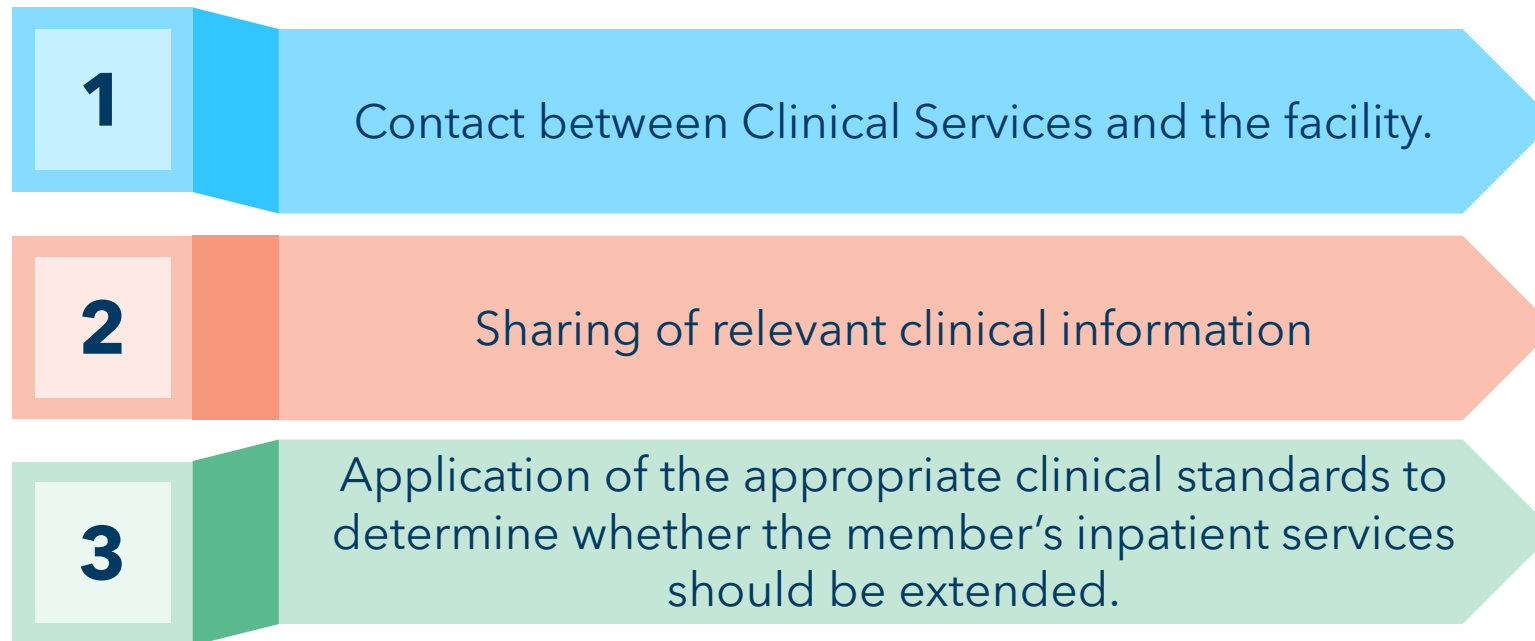 1
Contact between Clinical Services and the facility.
2
Sharing of relevant clinical information
3
Application of the appropriate clinical standards to
determine whether the member’s inpatient services
should be extended.